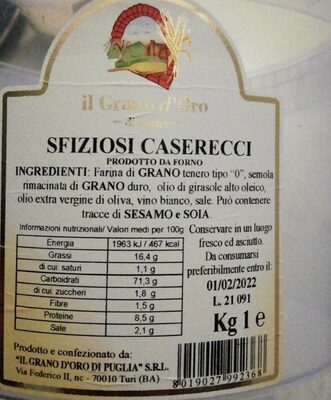 il Grano d'Oro
di Puglia
SFIZIOSI CASERECCI
PRODOTTO DA FORNO
INGREDIENTI: Farina di GRANO tenero tipo "0", semola
rimacinata di GRANO duro, olio di girasole alto oleico,
olio extra vergine di oliva, vino bianco, sale. Può contenere
tracce di SESAMO e SOIA.
Informazioni nutrizionali/ Valori medi per 100g
Energia 1963 kJ / 467 kcal
Grassi 16,4 g
di cui: saturi 1,1 g
Carboidrati 71,3 g
di cui: zuccheri 1,8 g
Fibre 1,5 g
Proteine 8,5 g
Sale 2,1 g
Conservare in un luogo
fresco ed asciutto.
Da consumarsi
preferibilmente entro il:
01/02/2022
L. 21 091
Kg 1 e
Prodotto e confezionato da:
"IL GRANO D'ORO DI PUGLIA" S.R.L.
Via Federico II, nc - 70010 Turi (BA)
8019027992368